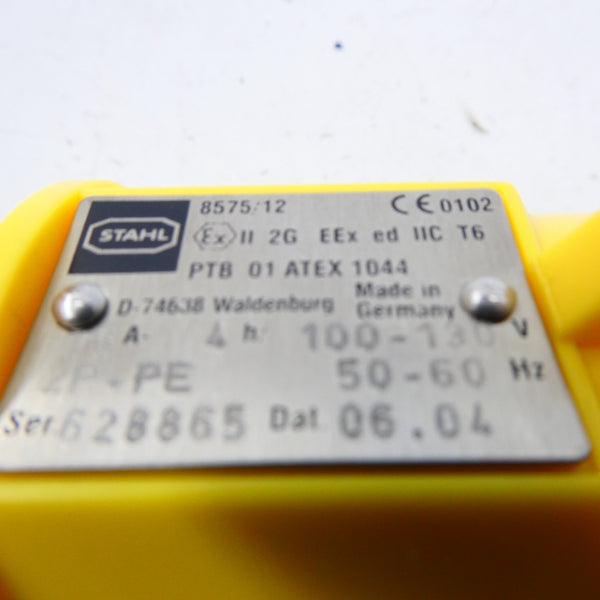 STAHL
8575/12 CE 0102
Ex II 2G EEx ed IIC T6
PTB 01 ATEX 1044
D-74638 Waldenburg Made in Germany
A- 4 h 100-130 V
2P+PE 50-60 Hz
Ser. 628865 Dat. 06.04